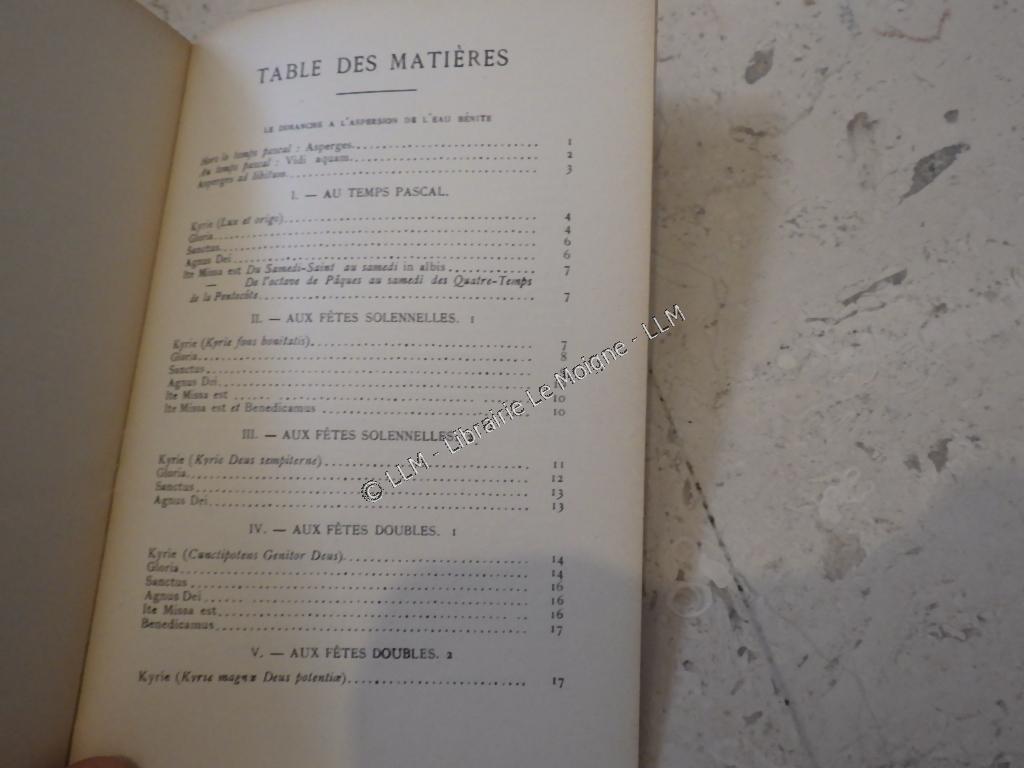 TABLE DES MATIÈRES
LE DIMANCHE A L'ASPERSION DE L'EAU BÉNITE
Hors le temps pascal : Asperges. 1
Au temps pascal : Vidi aquam. 2
Asperges ad libitum. 3
I. — AU TEMPS PASCAL.
Kyrie (Lux et origo). 4
Gloria. 4
Sanctus. 6
Agnus Dei. 6
Ite Missa est Du Samedi-Saint au samedi in albis. 7
— De l'octave de Pâques au samedi des Quatre-Temps
de la Pentecôte. 7
II. — AUX FÊTES SOLENNELLES. 1
Kyrie (Kyrie fons bonitatis). 7
Gloria. 8
Sanctus.
Agnus Dei.
Ite Missa est 10
Ite Missa est et Benedicamus 10
III. — AUX FÊTES SOLENNELLES.
Kyrie (Kyrie Deus sempiterne) 11
Gloria. 12
Sanctus 13
Agnus Dei. 13
IV. — AUX FÊTES DOUBLES. 1
Kyrie (Cunctipotens Genitor Deus). 14
Gloria 14
Sanctus 16
Agnus Dei 16
Ite Missa est. 16
Benedicamus 17
V. — AUX FÊTES DOUBLES. 2
Kyrie (Kyrie magnæ Deus potentiæ) 17
© LLM - Librairie Le Moigne - LLM